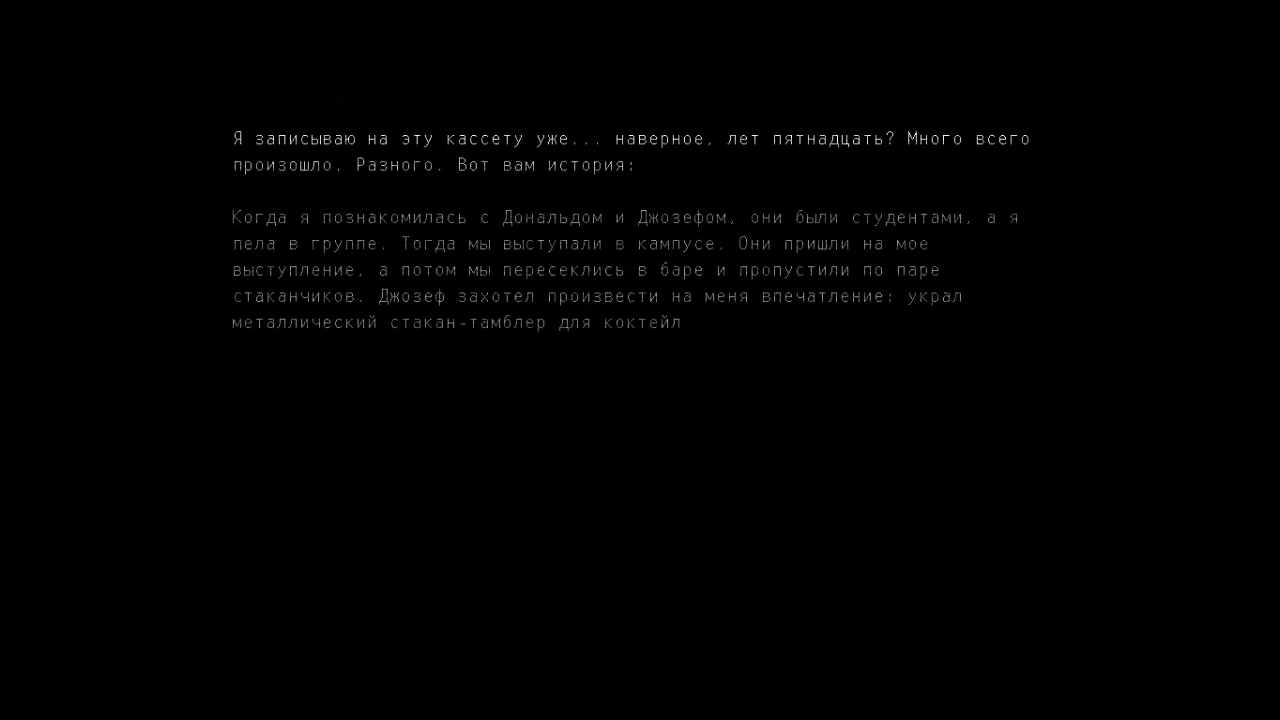 Я записываю на эту кассету уже... наверное, лет пятнадцать? Много всего
произошло. Разного. Вот вам история:
Когда я познакомилась с Дональдом и Джозефом, они были студентами, а я
пела в группе. Тогда мы выступали в кампусе. Они пришли на мое
выступление, а потом мы пересеклись в баре и пропустили по паре
стаканчиков. Джозеф захотел произвести на меня впечатление: украл
металлический стакан-тамблер для коктейл